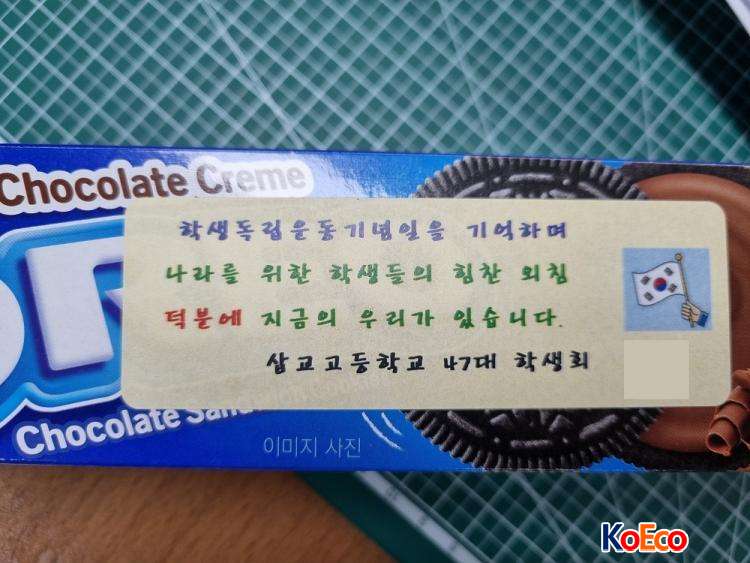 Chocolate Creme
학생독립운동기념일을 기억하며
나라를 위한 학생들의 힘찬 외침
덕분에 지금의 우리가 있습니다.
삽교고등학교 47대 학생회
Chocolate
이미지 사진
KoEco